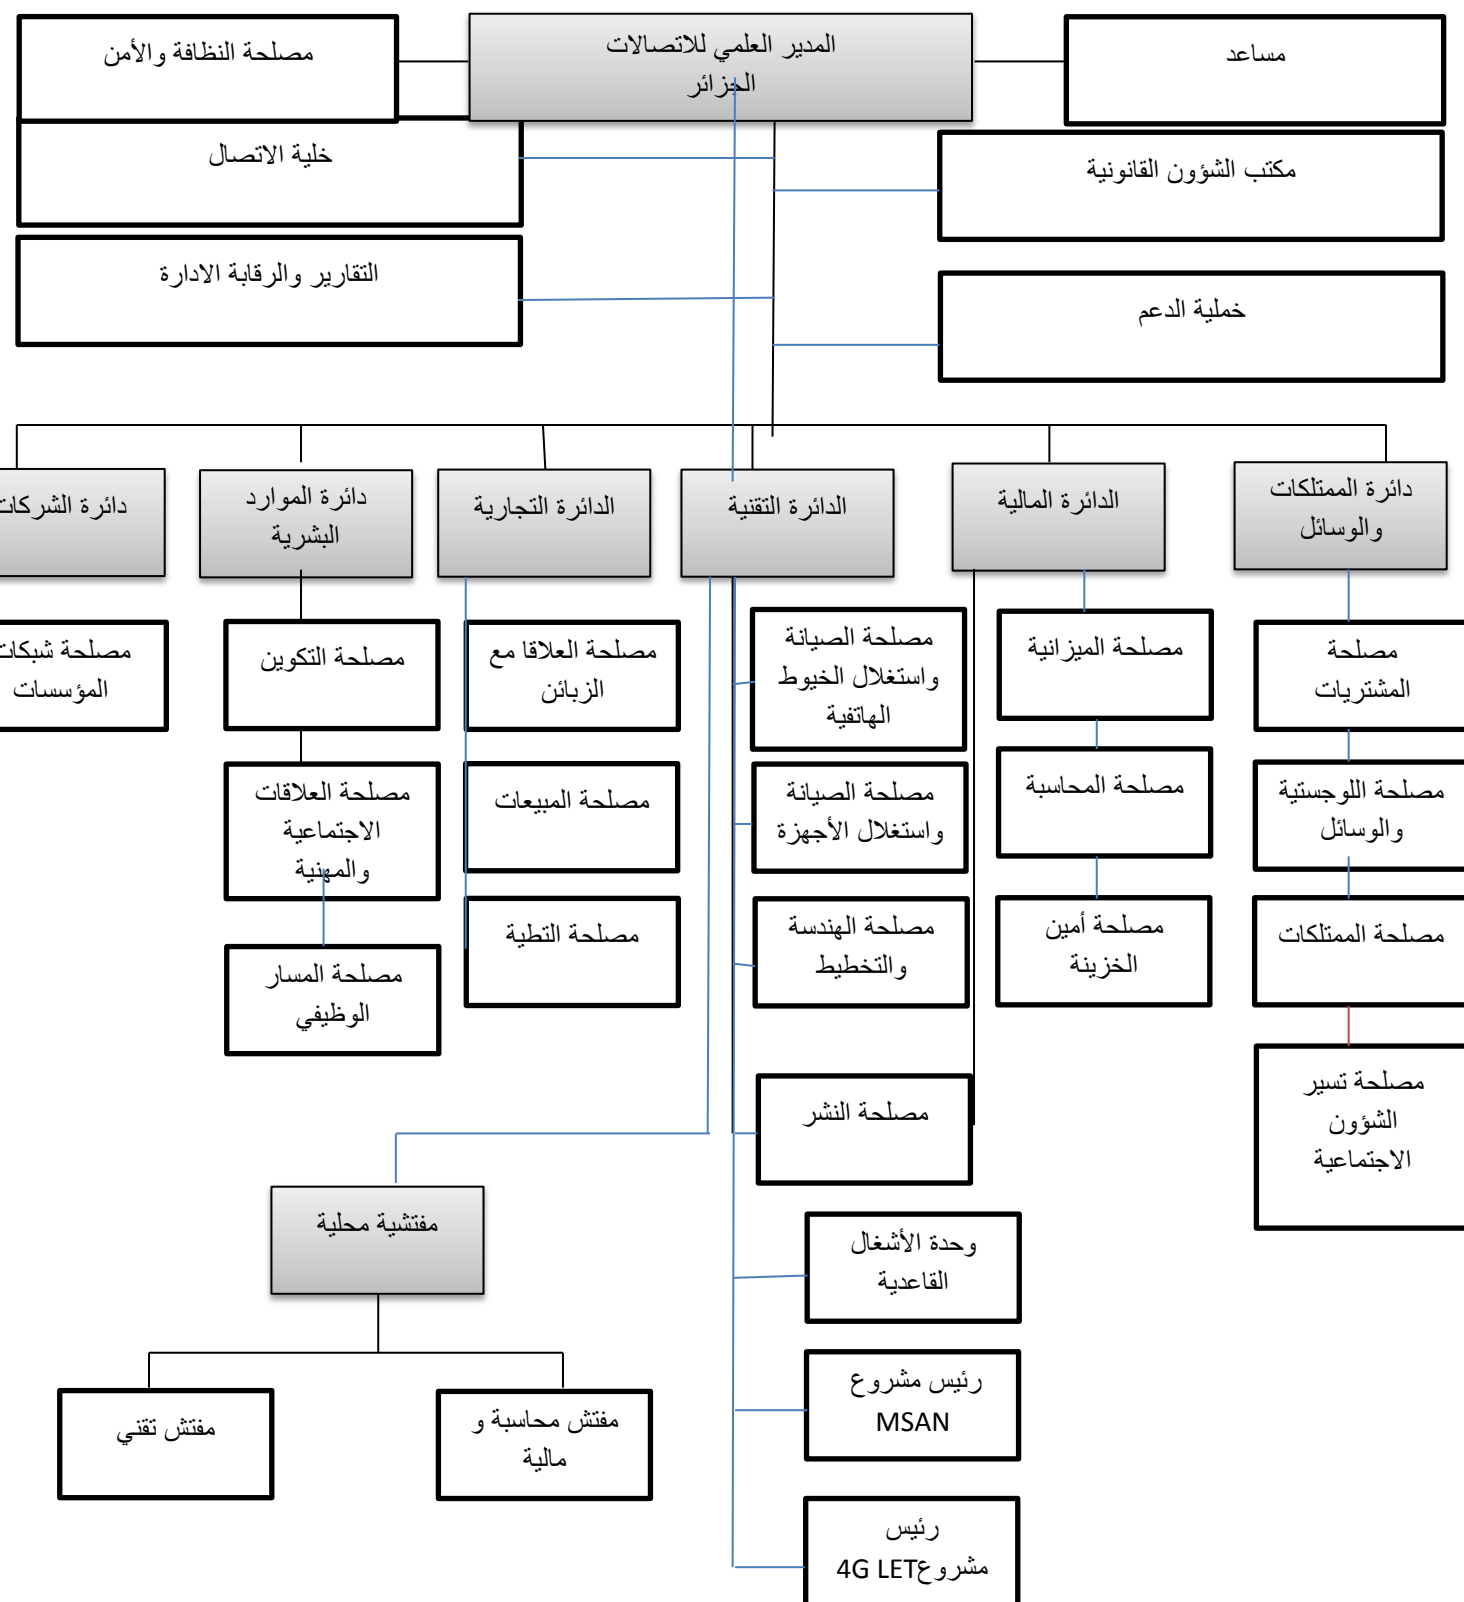 المدير العلمي للاتصالات
الجزائر
مساعد
مصلحة النظافة والأمن
مكتب الشؤون القانونية
خلية الاتصال
خملية الدعم
التقارير والرقابة الادارة
دائرة الممتلكات
والوسائل
الدائرة المالية
الدائرة التقنية
الدائرة التجارية
دائرة الموارد
البشرية
دائرة الشركات
مصلحة
المشتريات
مصلحة اللوجستية
والوسائل
مصلحة الممتلكات
مصلحة تسير
الشؤون
الاجتماعية
مصلحة الميزانية
مصلحة المحاسبة
مصلحة أمين
الخزينة
مصلحة الصيانة
واستغلال الخيوط
الهاتفية
مصلحة الصيانة
واستغلال الأجهزة
مصلحة الهندسة
والتخطيط
مصلحة النشر
وحدة الأشغال
القاعدية
رئيس مشروع
MSAN
رئيس
مشروع4G LET
مصلحة العلاقا مع
الزبائن
مصلحة المبيعات
مصلحة التطية
مصلحة التكوين
مصلحة العلاقات
الاجتماعية
والمهنية
مصلحة المسار
الوظيفي
مصلحة شبكات
المؤسسات
مفتشية محلية
مفتش محاسبة و
مالية
مفتش تقني